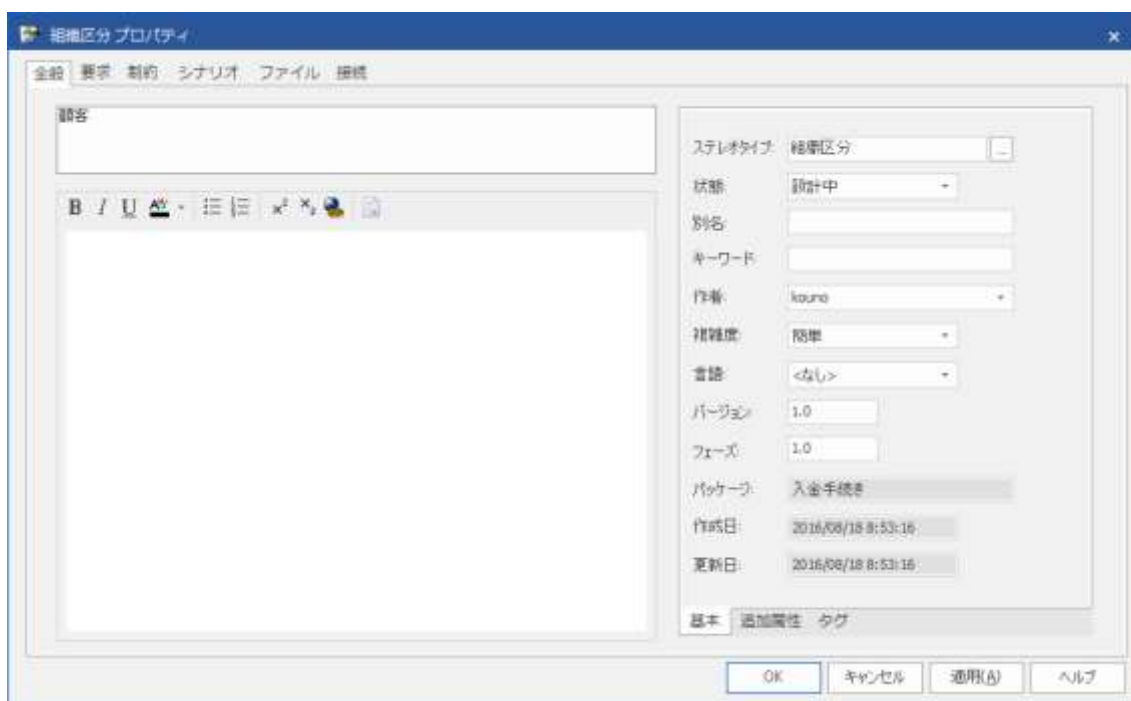 組織区分 プロパティ
全般 要求 制約 シナリオ ファイル 接続
顧客
B I U
ステレオタイプ: 組織区分 ...
状態: 設計中
別名:
キーワード:
作者: kouno
複雑度: 簡単
言語: <なし>
バージョン: 1.0
フェーズ: 1.0
パッケージ: 入金手続き
作成日: 2016/08/18 8:53:16
更新日: 2016/08/18 8:53:16
基本 追加属性 タグ
OK キャンセル 適用(A) ヘルプ